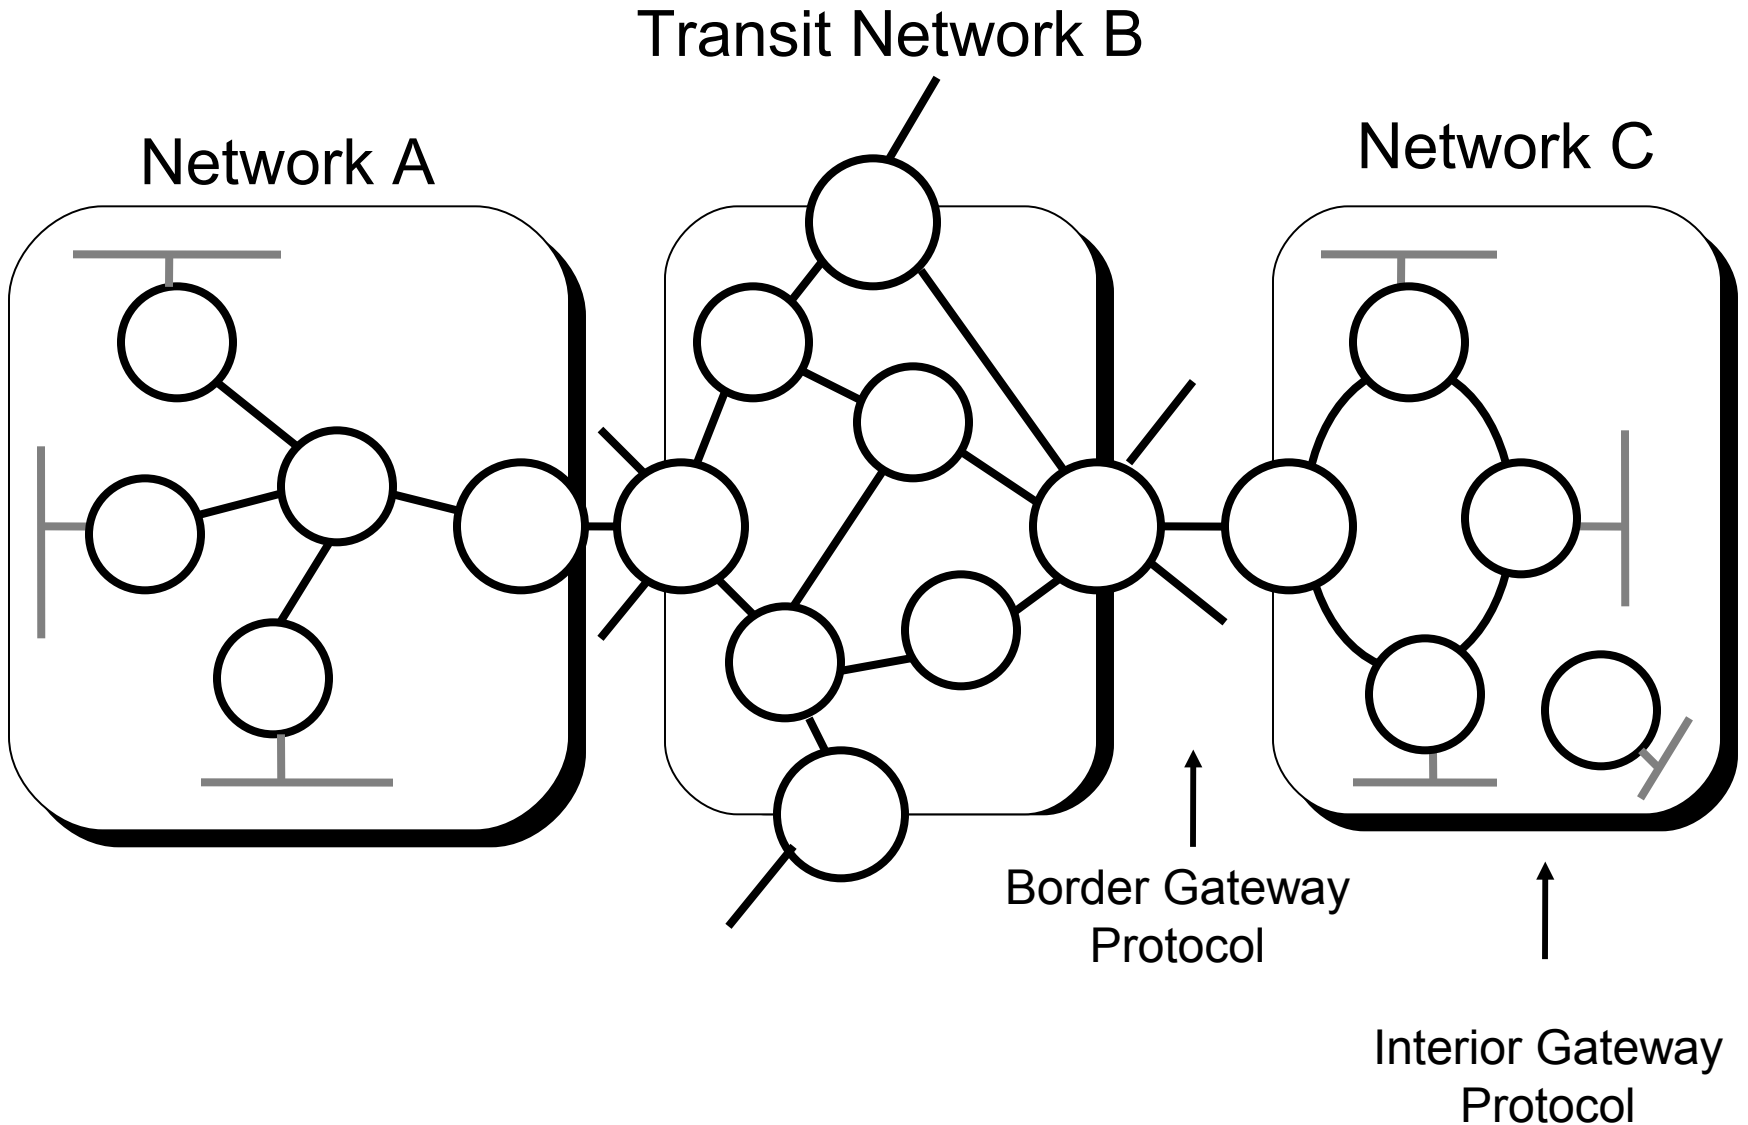 Transit Network B
Network A
Network C
Border Gateway
Protocol
Interior Gateway
Protocol